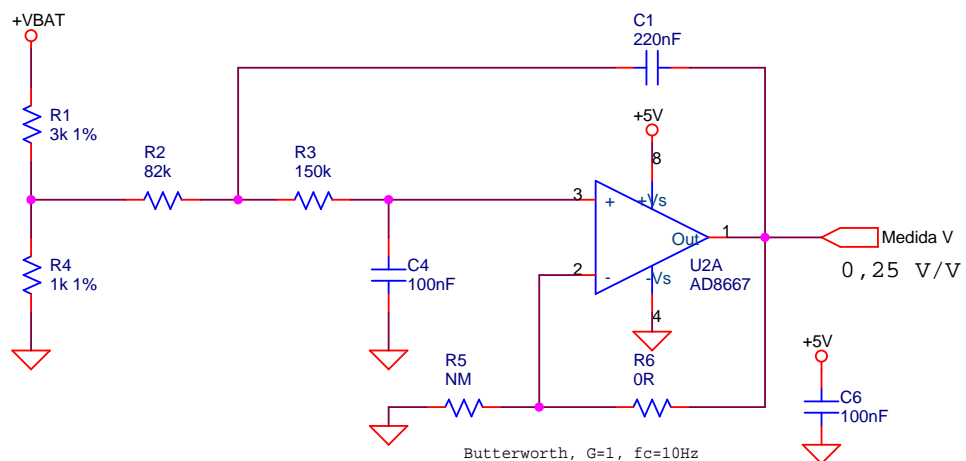 +VBAT
C1
220nF
R1
3k 1%
+5V
R2
82k
R3
150k
8
3
+
+Vs
Out
1
Medida V
0,25 V/V
R4
1k 1%
C4
100nF
2
-
-Vs
U2A
AD8667
4
+5V
R5
NM
R6
0R
C6
100nF
Butterworth, G=1, fc=10Hz